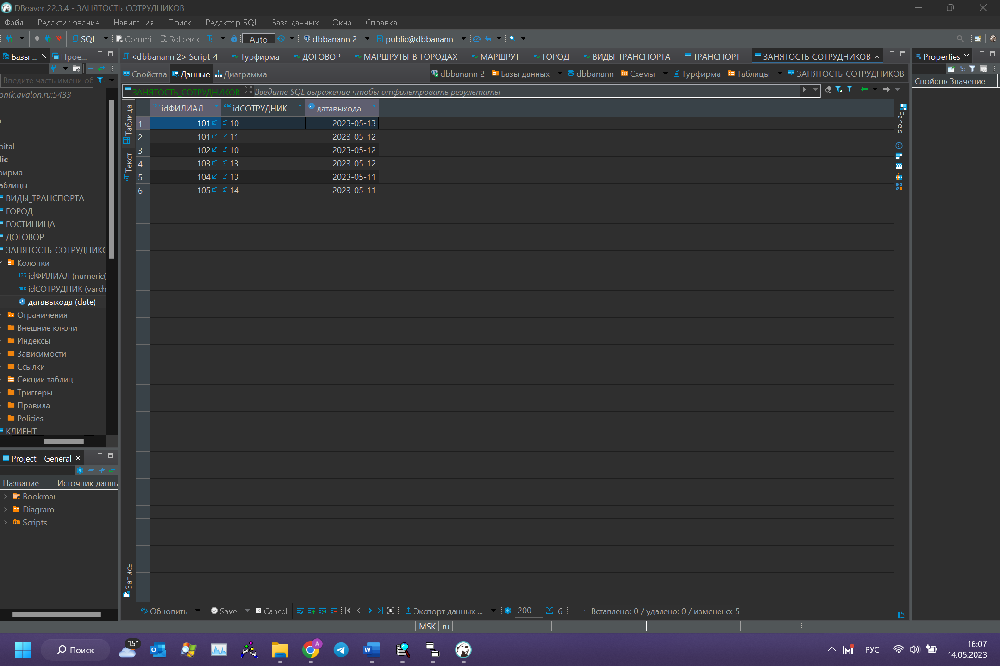 DBeaver 22.3.4 - ЗАНЯТОСТЬ_СОТРУДНИКОВ
Файл Редактирование Навигация Поиск Редактор SQL База данных Окна Справка
SQL Commit Rollback Auto dbbanann 2 public@dbbanann
Базы ... Прое...
Введите часть имени об
onik.avalon.ru:5433
pital
lic
фирма
аблицы
ВИДЫ_ТРАНСПОРТА
ГОРОД
ГОСТИНИЦА
ДОГОВОР
ЗАНЯТОСТЬ_СОТРУДНИКО
Колонки
123 idФИЛИАЛ (numeric(
ABC idСОТРУДНИК (varch
датавыхода (date)
Ограничения
Внешние ключи
Индексы
Зависимости
Ссылки
Секции таблиц
Триггеры
Правила
Policies
КЛИЕНТ
Project - General
Название Источник данны
Bookmar
Diagrams
Scripts
<dbbanann 2> Script-4 Турфирма ДОГОВОР МАРШРУТЫ_В_ГОРОДАХ МАРШРУТ ГОРОД ВИДЫ_ТРАНСПОРТА ТРАНСПОРТ ЗАНЯТОСТЬ_СОТРУДНИКОВ
Свойства Данные Диаграмма dbbanann 2 Базы данных dbbanann Схемы Турфирма Таблицы ЗАНЯТОСТЬ_СОТРУДНИКОВ
ЗАНЯТОСТЬ_СОТРУДНИКОВ Введите SQL выражение чтобы отфильтровать результаты
Таблица
Текст
Запись
123 idФИЛИАЛ ABC idСОТРУДНИК датавыхода
1 101 10 2023-05-13
2 101 11 2023-05-12
3 102 10 2023-05-12
4 103 13 2023-05-12
5 104 13 2023-05-11
6 105 14 2023-05-11
Panels
Обновить Save Cancel Экспорт данных ... 200 6 Вставлено: 0 / удалено: 0 / изменено: 5
Properties
Свойств Значение
MSK ru
15° Поиск A РУС 16:07
14.05.2023